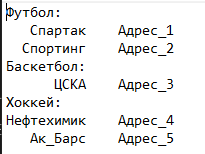 Футбол:
Спартак Адрес_1
Спортинг Адрес_2
Баскетбол:
ЦСКА Адрес_3
Хоккей:
Нефтехимик Адрес_4
Ак_Барс Адрес_5